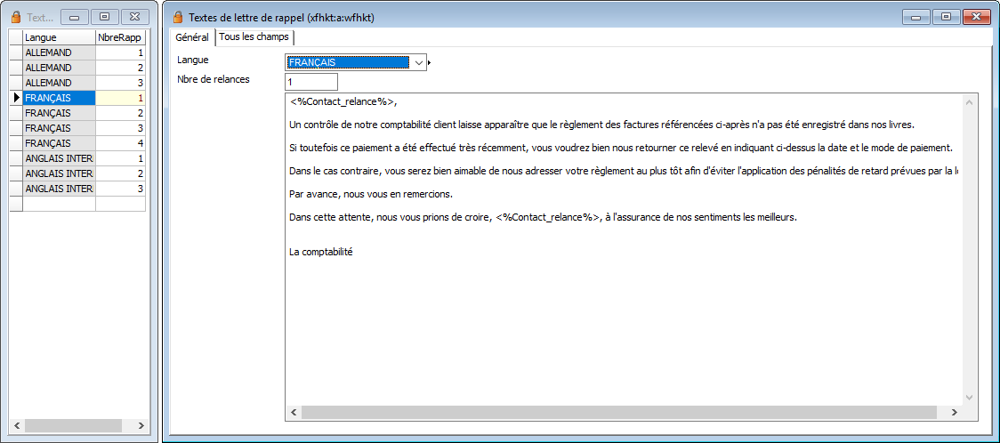 Text...
Langue NbreRapp
ALLEMAND 1
ALLEMAND 2
ALLEMAND 3
FRANÇAIS 1
FRANÇAIS 2
FRANÇAIS 3
FRANÇAIS 4
ANGLAIS INTER 1
ANGLAIS INTER 2
ANGLAIS INTER 3
Textes de lettre de rappel (xfhkt:a:wfhkt)
Général Tous les champs
Langue FRANÇAIS
Nbre de relances 1
<%Contact_relance%>,
Un contrôle de notre comptabilité client laisse apparaître que le règlement des factures référencées ci-après n'a pas été enregistré dans nos livres.
Si toutefois ce paiement a été effectué très récemment, vous voudrez bien nous retourner ce relevé en indiquant ci-dessus la date et le mode de paiement.
Dans le cas contraire, vous serez bien aimable de nous adresser votre règlement au plus tôt afin d'éviter l'application des pénalités de retard prévues par la l
Par avance, nous vous en remercions.
Dans cette attente, nous vous prions de croire, <%Contact_relance%>, à l'assurance de nos sentiments les meilleurs.
La comptabilité